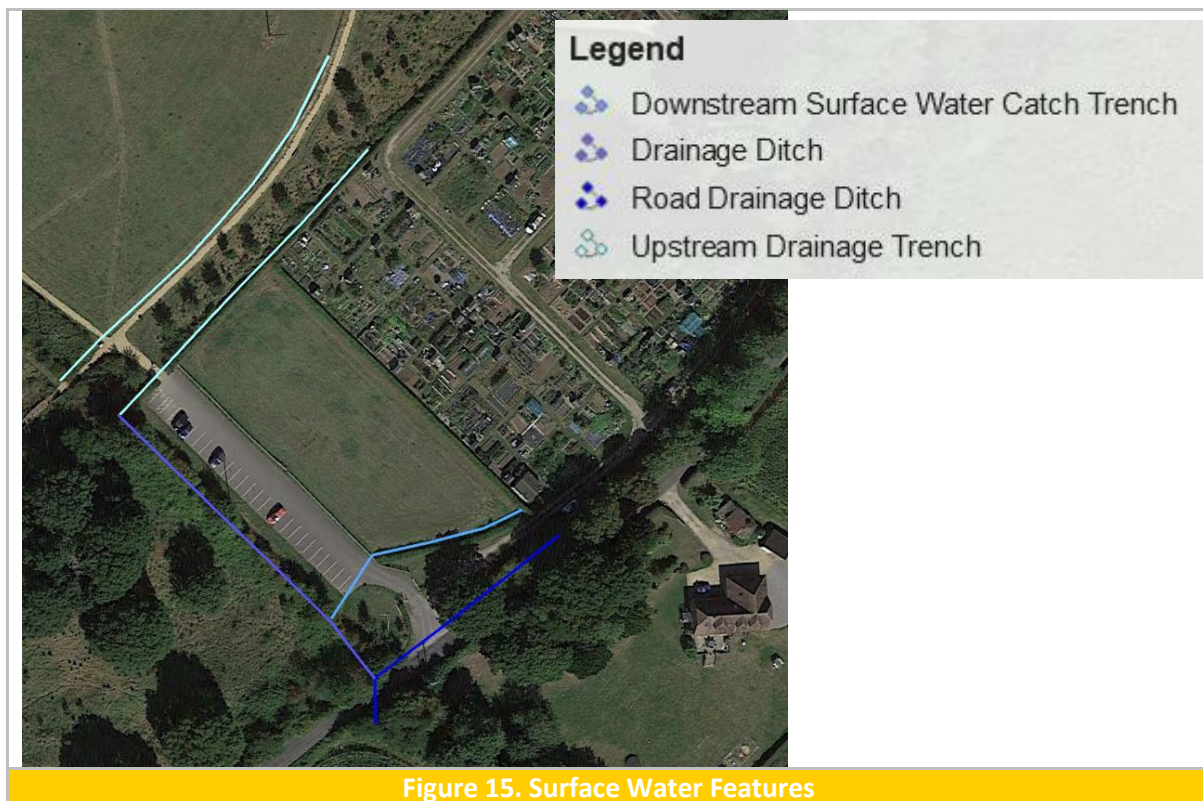 Legend
Downstream Surface Water Catch Trench
Drainage Ditch
Road Drainage Ditch
Upstream Drainage Trench
Figure 15. Surface Water Features